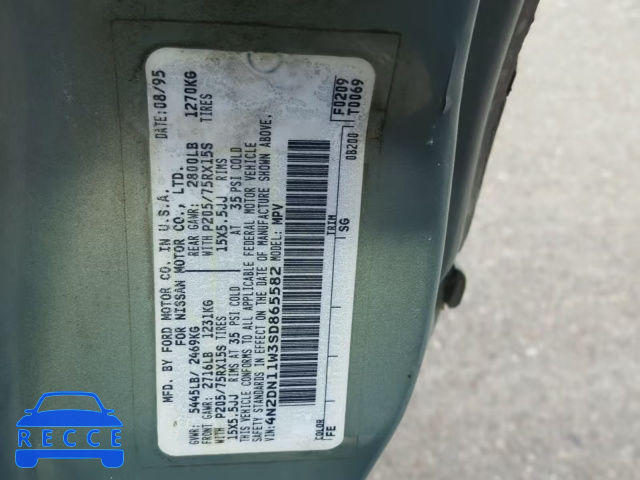 MFD. BY FORD MOTOR CO. IN U.S.A.
FOR NISSAN MOTOR CO., LTD.
DATE: 08/95
GVWR: 5445LB/ 2469KG
FRONT GAWR: 2716LB 1231KG
WITH P205/75RX15S TIRES
15X5.5JJ RIMS
AT 35 PSI COLD
REAR GAWR: 2800LB 1270KG
WITH P205/75RX15S TIRES
15X5.5JJ RIMS
AT 35 PSI COLD
THIS VEHICLE CONFORMS TO ALL APPLICABLE FEDERAL MOTOR VEHICLE
SAFETY STANDARDS IN EFFECT ON THE DATE OF MANUFACTURE SHOWN ABOVE.
VIN: 4N2DN11W3SD865582 MODEL: MPV
F0209
T0069
0B200
COLOR TRIM
FE SG
RECCE